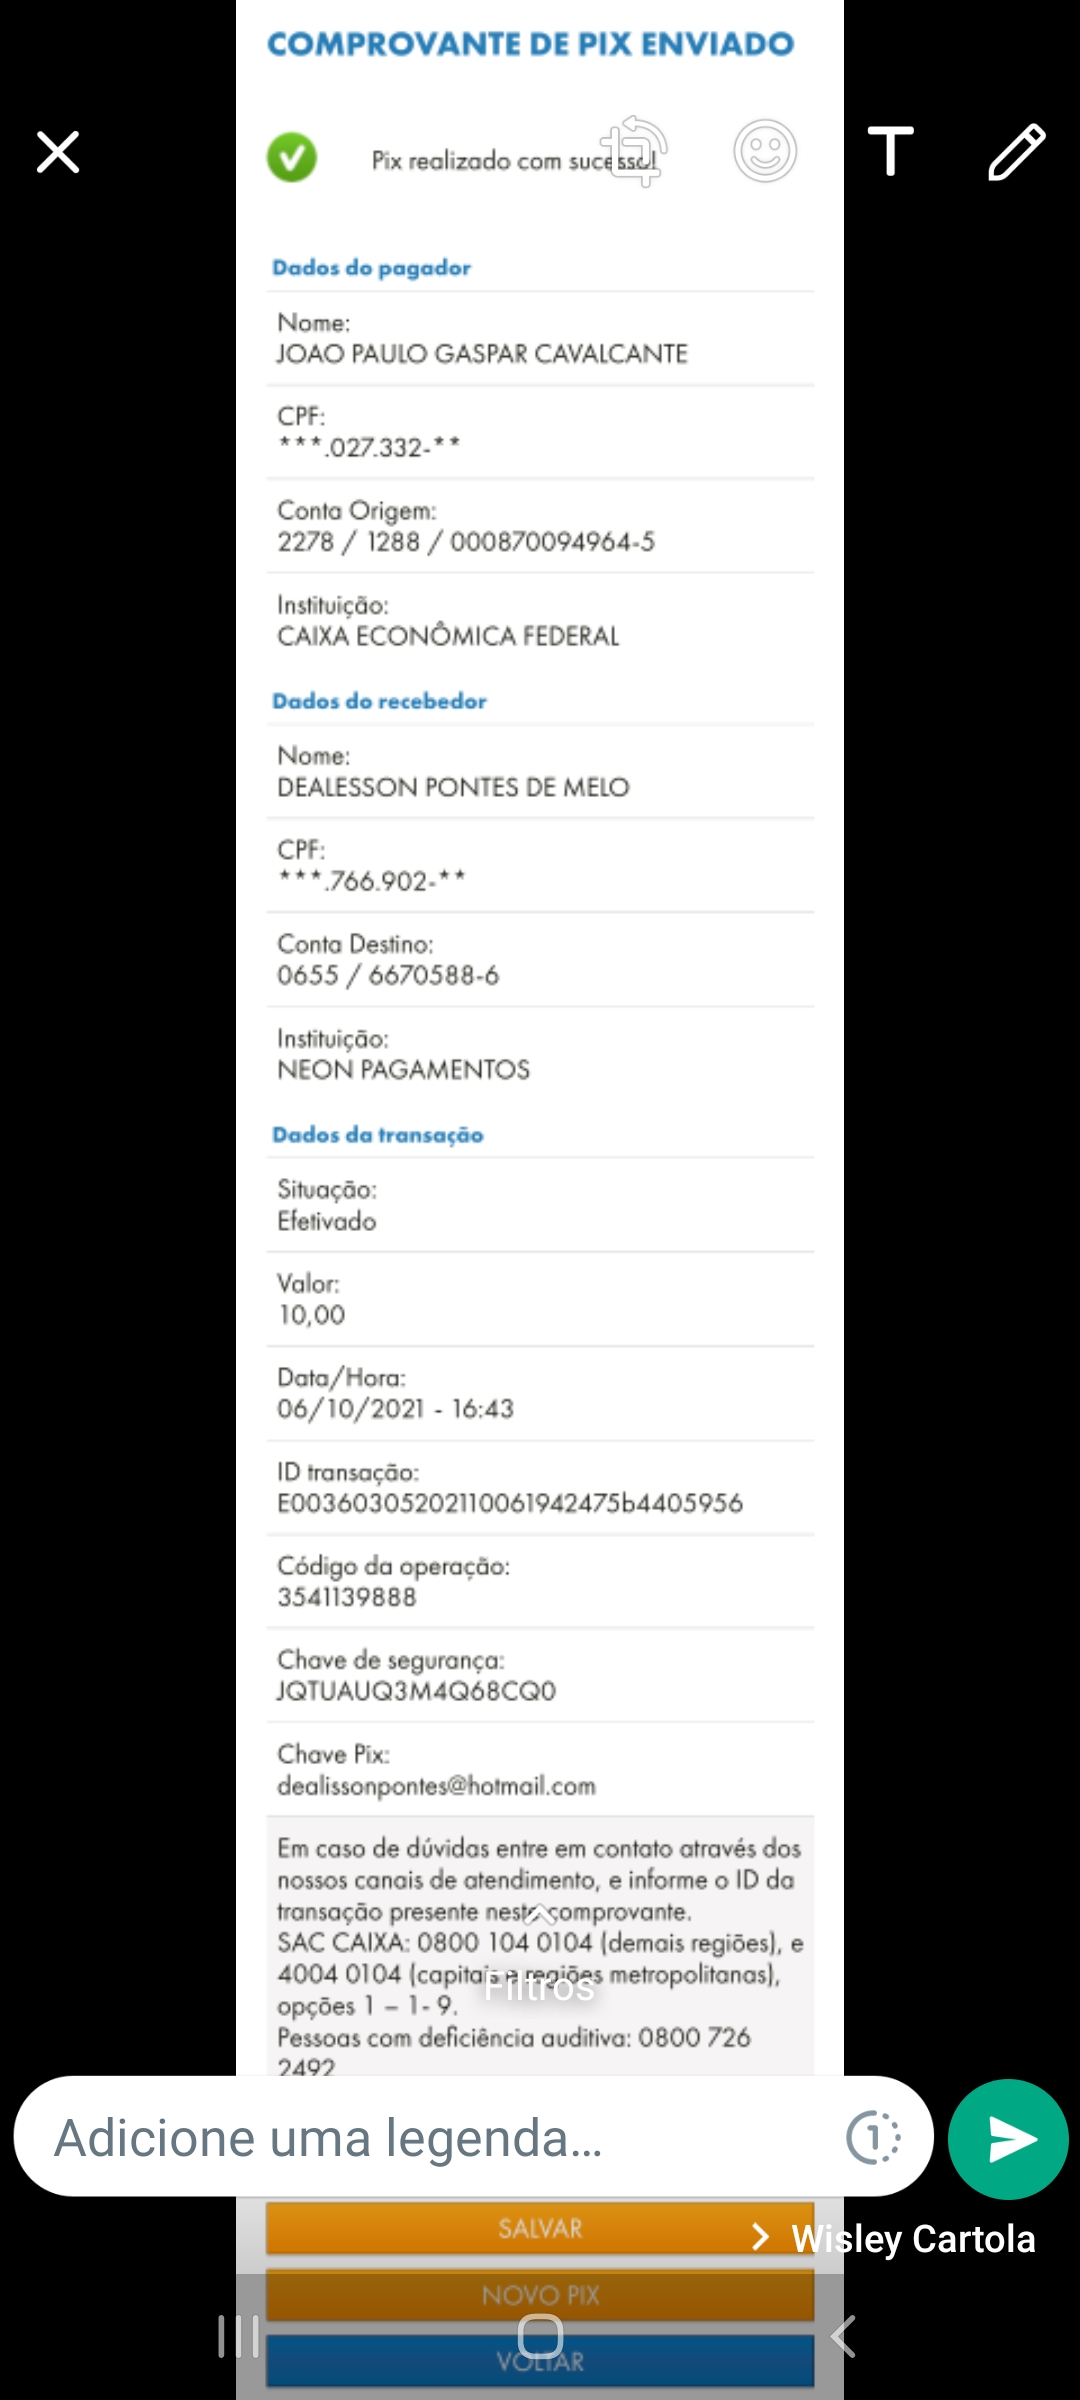 COMPROVANTE DE PIX ENVIADO
Pix realizado com sucesso!
T
Dados do pagador
Nome:
JOAO PAULO GASPAR CAVALCANTE
CPF:
***.027.332-**
Conta Origem:
2278 / 1288 / 000870094964-5
Instituição:
CAIXA ECONÔMICA FEDERAL
Dados do recebedor
Nome:
DEALESSON PONTES DE MELO
CPF:
***.766.902-**
Conta Destino:
0655 / 6670588-6
Instituição:
NEON PAGAMENTOS
Dados da transação
Situação:
Efetivado
Valor:
10,00
Data/Hora:
06/10/2021 - 16:43
ID transação:
E00360305202110061942475b4405956
Código da operação:
3541139888
Chave de segurança:
JQTUAUQ3M4Q68CQ0
Chave Pix:
dealissonpontes@hotmail.com
Em caso de dúvidas entre em contato através dos
nossos canais de atendimento, e informe o ID da
transação presente neste comprovante.
SAC CAIXA: 0800 104 0104 (demais regiões), e
4004 0104 (capitais e regiões metropolitanas),
Filtros
opções 1 – 1- 9.
Pessoas com deficiência auditiva: 0800 726
2492
Adicione uma legenda...
1
SALVAR
Wisley Cartola
NOVO PIX
VOLTAR